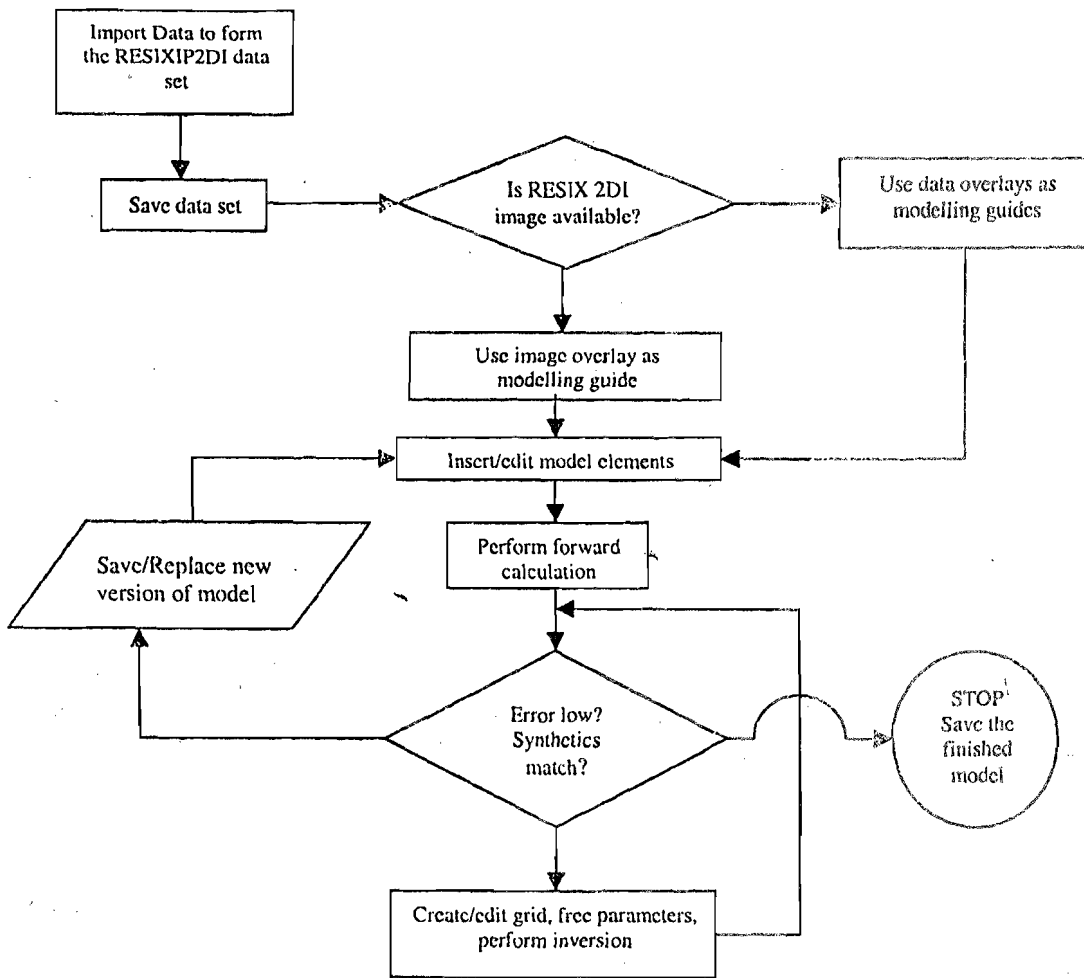 Import Data to form
the RESIXIP2DI data
set
Save data set
Is RESIX 2DI
image available?
Use data overlays as
modelling guides
Use image overlay as
modelling guide
Insert/edit model elements
Perform forward
calculation
Save/Replace new
version of model
Error low?
Synthetics
match?
STOP
Save the
finished
model
Create/edit grid, free parameters,
perform inversion